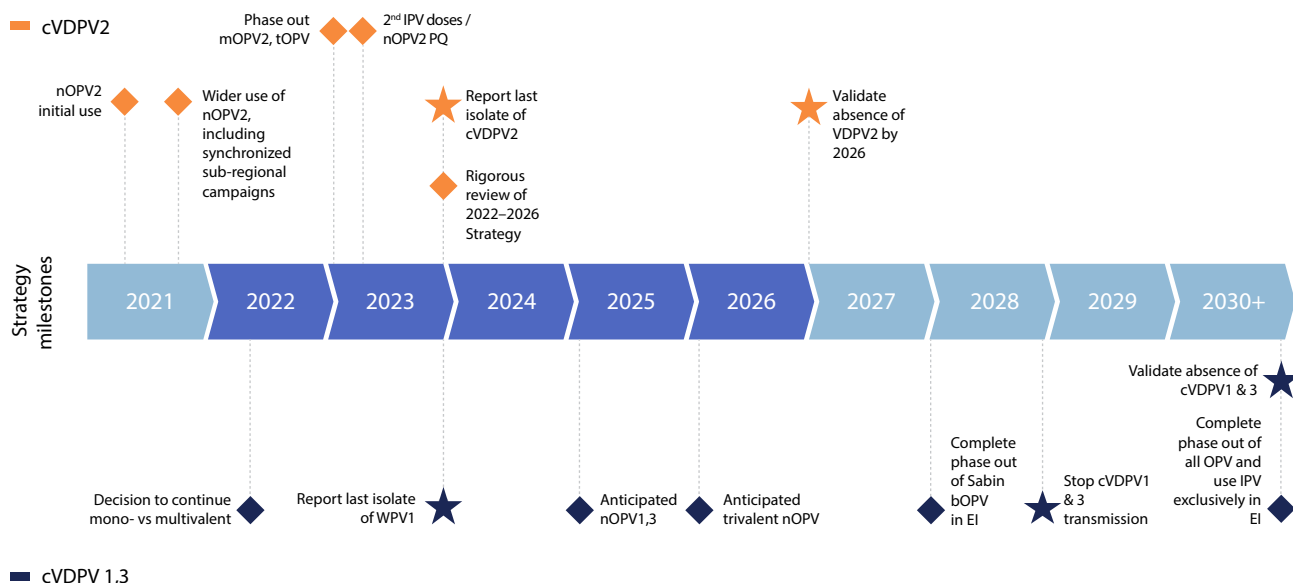 cVDPV2
Phase out
mOPV2, tOPV
2nd IPV doses /
nOPV2 PQ
nOPV2
initial use
Wider use of
nOPV2,
including
synchronized
sub-regional
campaigns
Report last
isolate of
cVDPV2
Rigorous
review of
2022–2026
Strategy
Validate
absence of
VDPV2 by
2026
Strategy
milestones
2021
2022
2023
2024
2025
2026
2027
2028
2029
2030+
Decision to continue
mono- vs multivalent
Report last isolate
of WPV1
Anticipated
nOPV1,3
Anticipated
trivalent nOPV
Complete
phase out
of Sabin
bOPV
in EI
Stop cVDPV1
& 3
transmission
Validate absence of
cVDPV1 & 3
Complete
phase out of
all OPV and
use IPV
exclusively in
EI
cVDPV 1,3